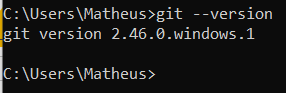 C:\Users\Matheus>git --version
git version 2.46.0.windows.1
C:\Users\Matheus>